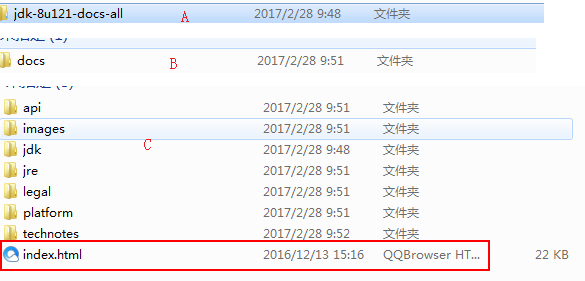 jdk-8u121-docs-all A 2017/2/28 9:48 文件夹
docs B 2017/2/28 9:51 文件夹
api 2017/2/28 9:51 文件夹
images 2017/2/28 9:51 文件夹
C
jdk 2017/2/28 9:48 文件夹
jre 2017/2/28 9:51 文件夹
legal 2017/2/28 9:51 文件夹
platform 2017/2/28 9:51 文件夹
technotes 2017/2/28 9:52 文件夹
index.html 2016/12/13 15:16 QQBrowser HT... 22 KB